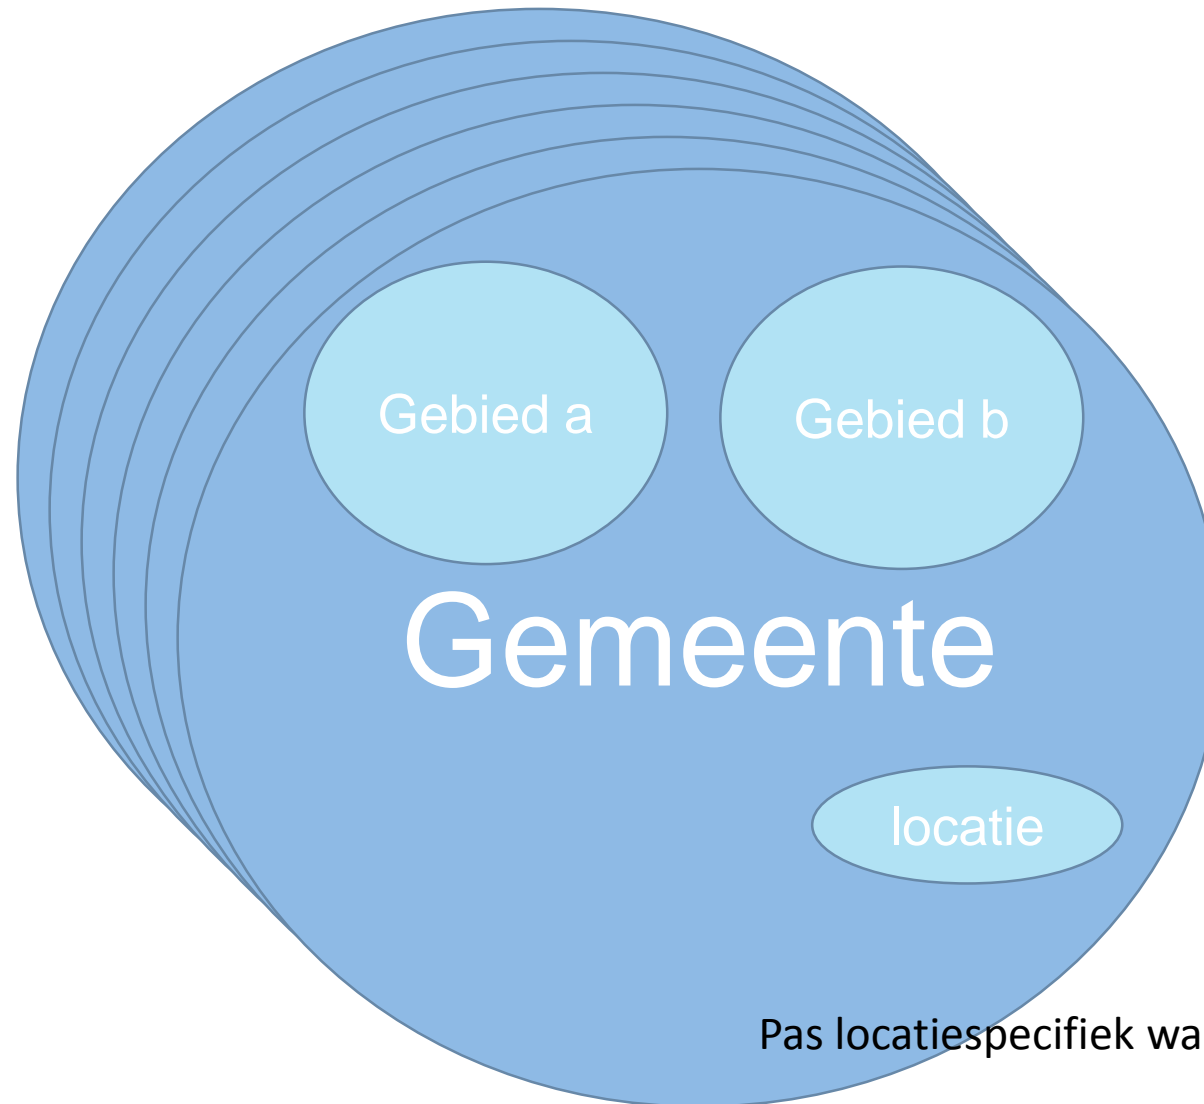 Gebied a
Gebied b
Gemeente
locatie
Pas locatiespecifiek wa